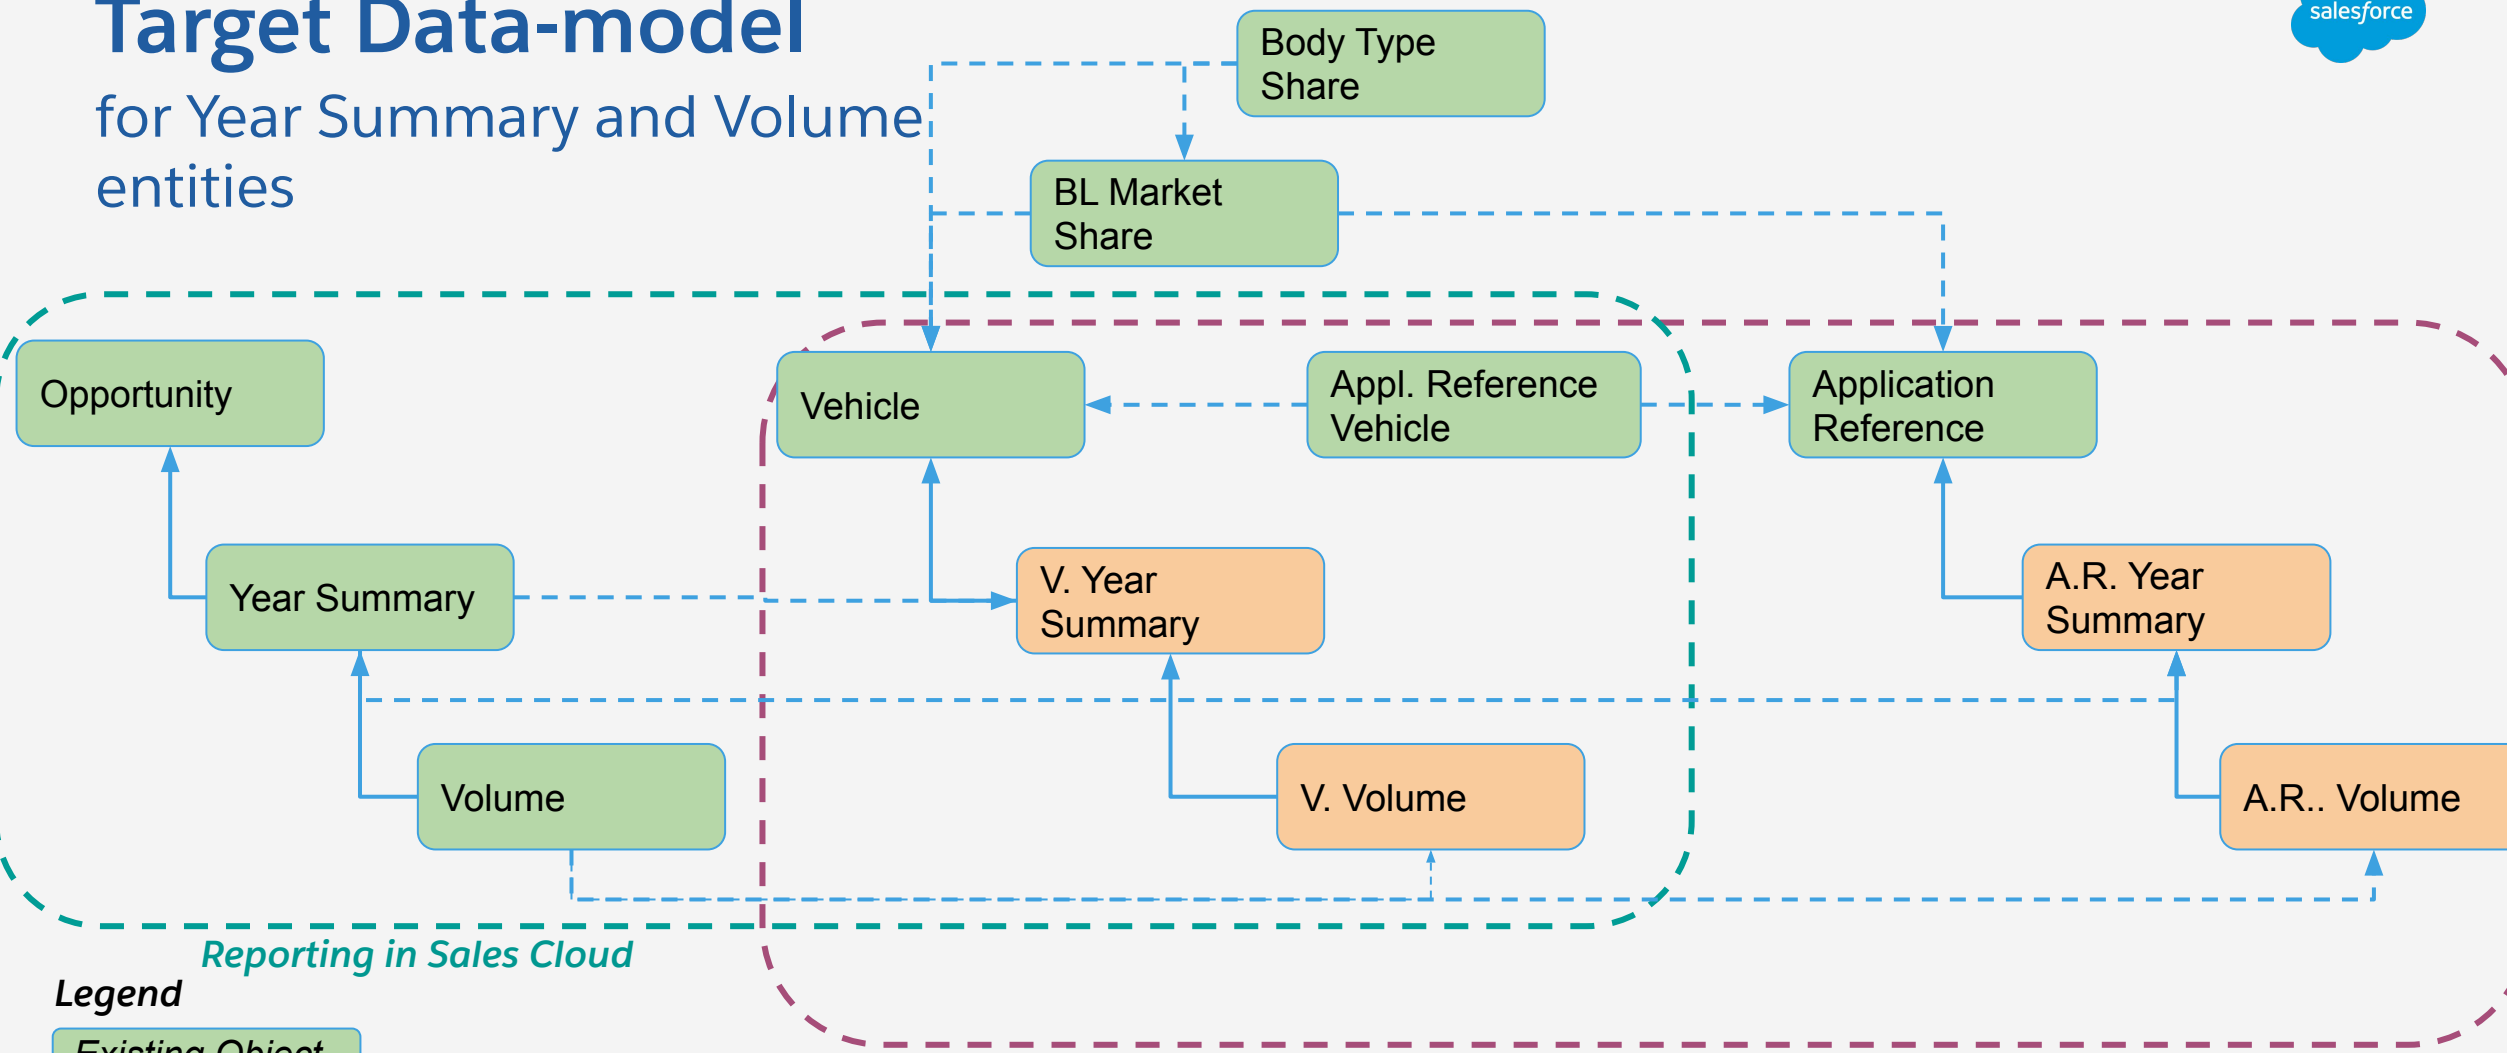 Target Data-model
for Year Summary and Volume
entities
salesforce
Body Type
Share
BL Market
Share
Opportunity
Vehicle
Appl. Reference
Vehicle
Application
Reference
Year Summary
V. Year
Summary
A.R. Year
Summary
Volume
V. Volume
A.R.. Volume
Reporting in Sales Cloud
Legend
Existing Object